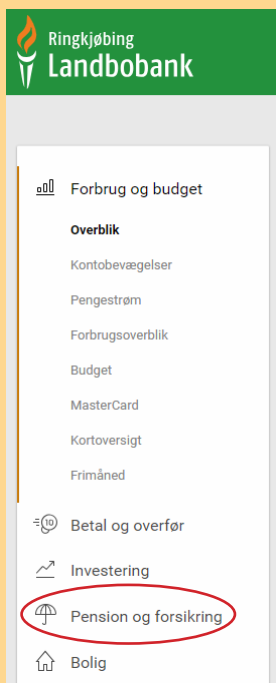 Ringkjøbing
Landbobank
Forbrug og budget
Overblik
Kontobevægelser
Pengestrøm
Forbrugsoverblik
Budget
MasterCard
Kortoversigt
Frimåned
10
Betal og overfør
Investering
Pension og forsikring
Bolig